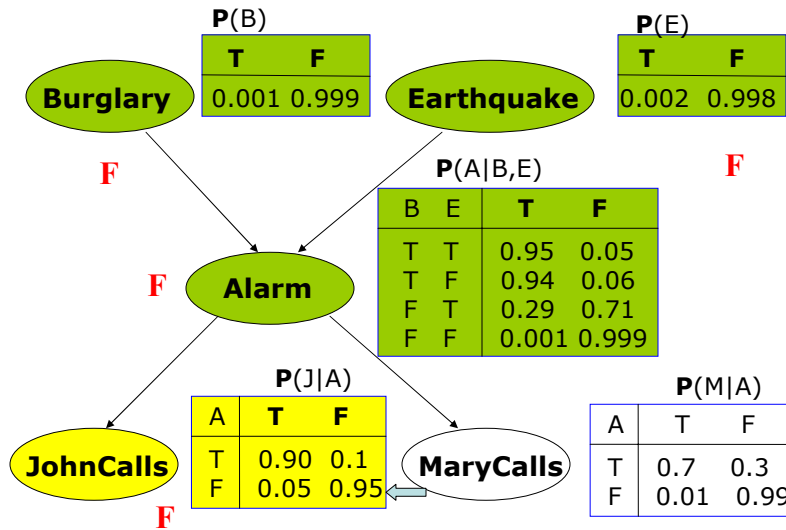 P(B)
T F
0.001 0.999
Burglary
P(E)
T F
0.002 0.998
Earthquake
F
F
P(A|B,E)
B E T F
T T 0.95 0.05
T F 0.94 0.06
F T 0.29 0.71
F F 0.001 0.999
F
Alarm
P(J|A)
A T F
T 0.90 0.1
F 0.05 0.95
JohnCalls
F
MaryCalls
P(M|A)
A T F
T 0.7 0.3
F 0.01 0.99